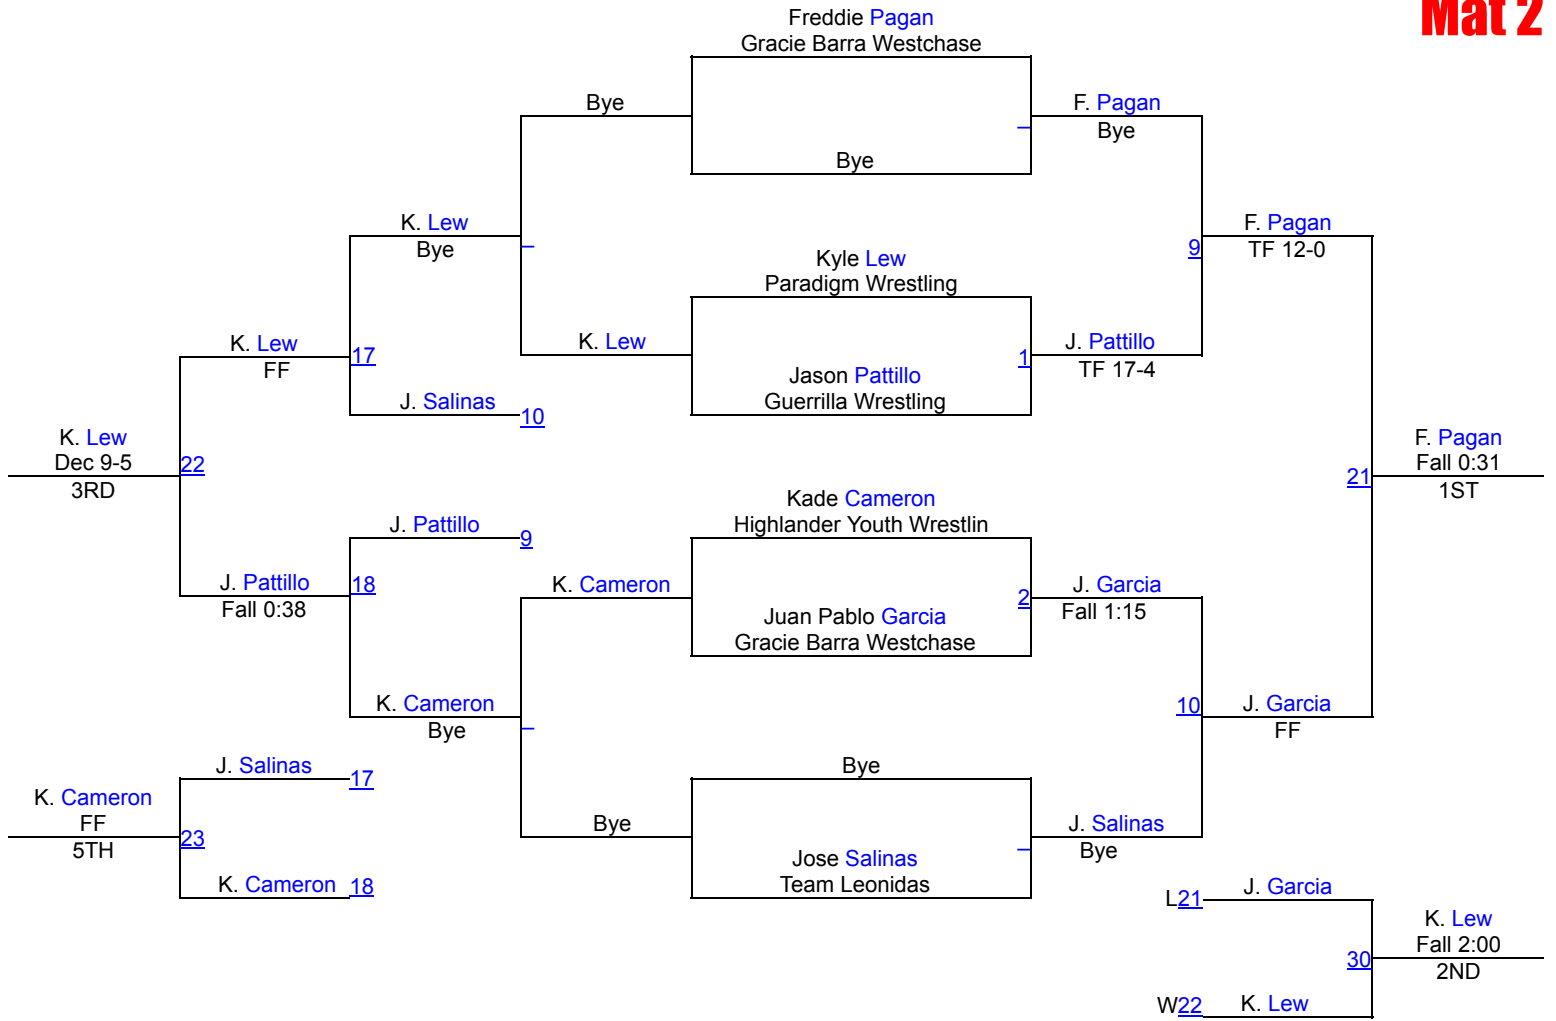 Mat 2
Freddie Pagan
Gracie Barra Westchase
Bye
F. Pagan
Bye
Bye
K. Lew
Bye
F. Pagan
TF 12-0
9
Kyle Lew
Paradigm Wrestling
K. Lew
FF
17
K. Lew
J. Pattillo
TF 17-4
1
Jason Pattillo
Guerrilla Wrestling
J. Salinas
10
K. Lew
Dec 9-5
3RD
22
F. Pagan
Fall 0:31
1ST
21
Kade Cameron
Highlander Youth Wrestlin
J. Pattillo
9
J. Pattillo
Fall 0:38
18
K. Cameron
J. Garcia
Fall 1:15
2
Juan Pablo Garcia
Gracie Barra Westchase
K. Cameron
Bye
10
J. Garcia
FF
J. Salinas
17
Bye
K. Cameron
FF
5TH
23
Bye
J. Salinas
Bye
Jose Salinas
Team Leonidas
K. Cameron
18
L21
J. Garcia
K. Lew
Fall 2:00
2ND
30
W22
K. Lew